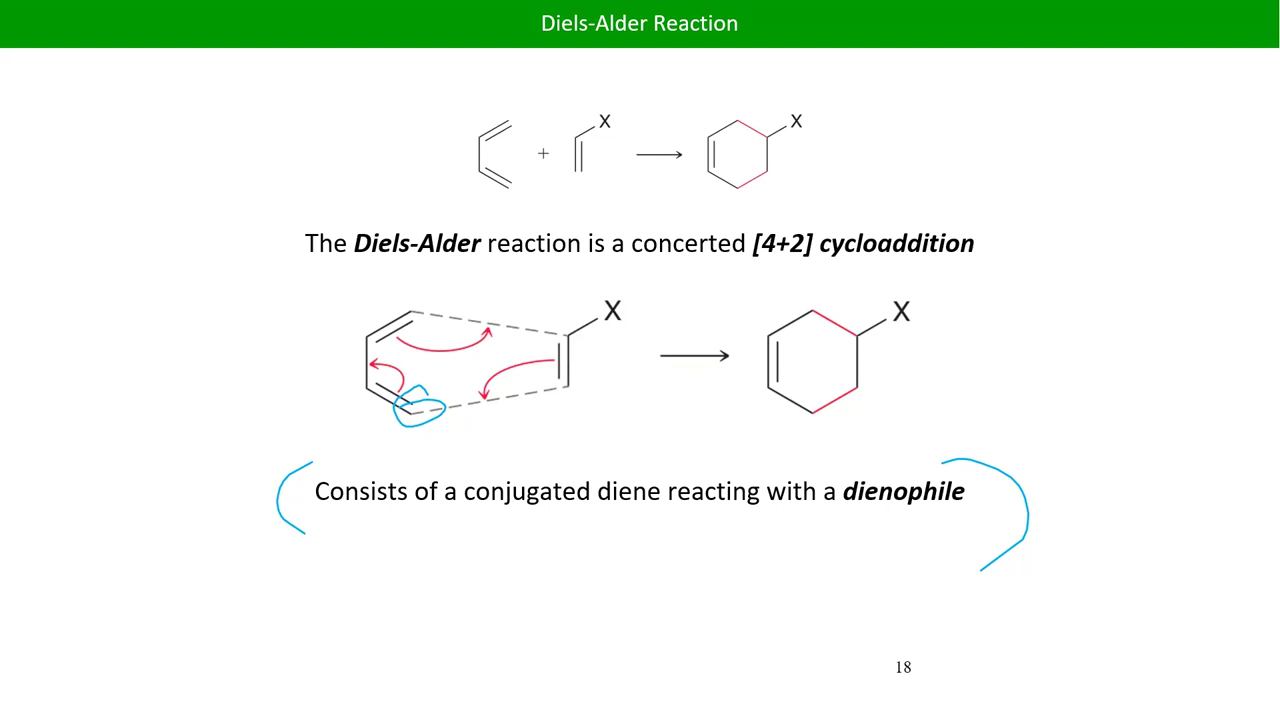 Diels-Alder Reaction
X
+
X
The Diels-Alder reaction is a concerted [4+2] cycloaddition
X
X
Consists of a conjugated diene reacting with a dienophile
18